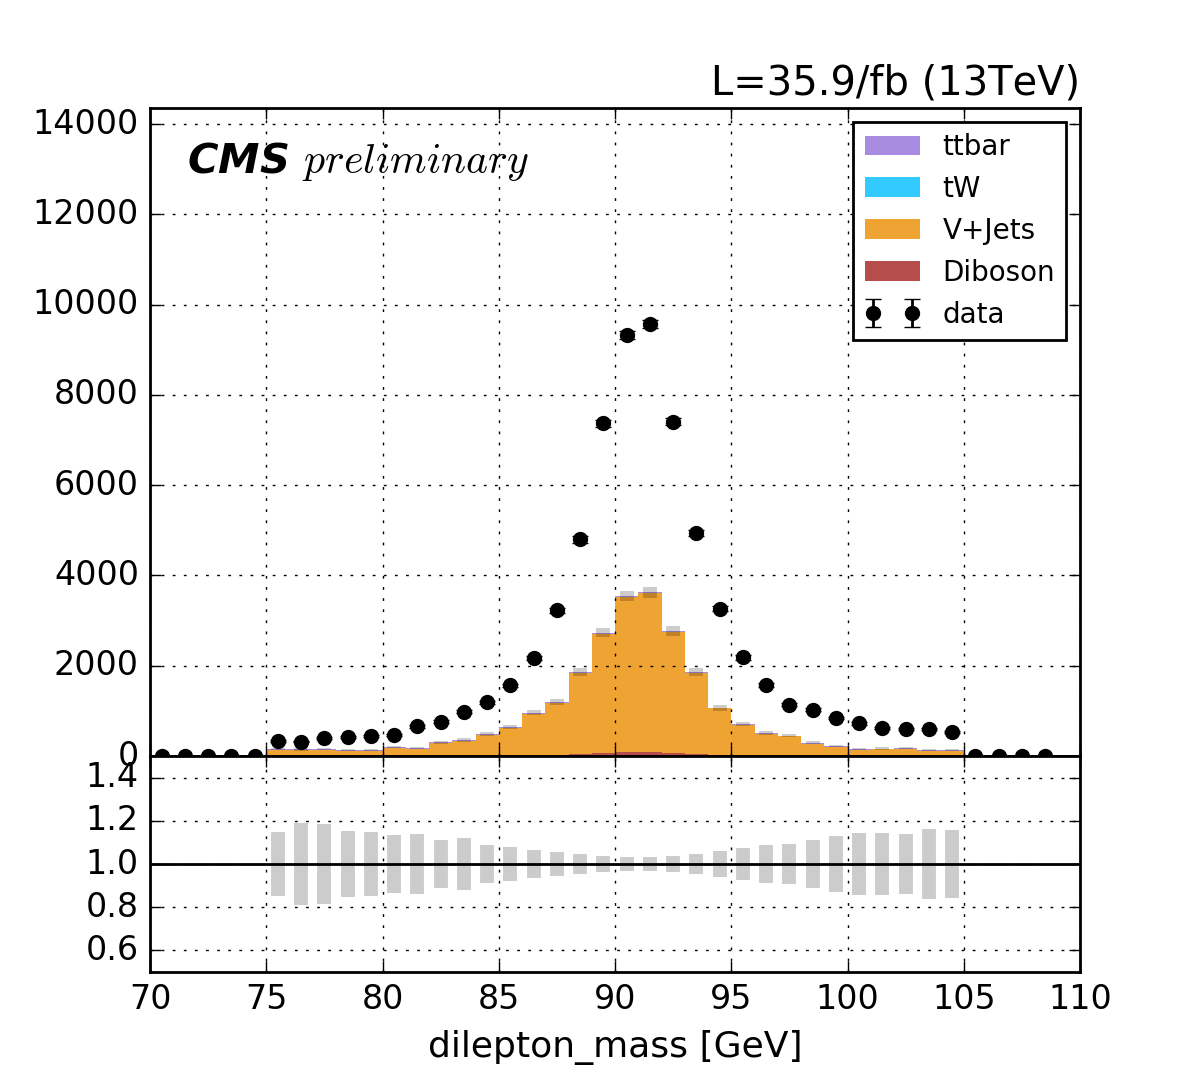 L=35.9/fb (13TeV)
CMS preliminary
14000
12000
10000
8000
6000
4000
2000
0
ttbar
tW
V+Jets
Diboson
data
1.4
1.2
1.0
0.8
0.6
70 75 80 85 90 95 100 105 110
dilepton_mass [GeV]